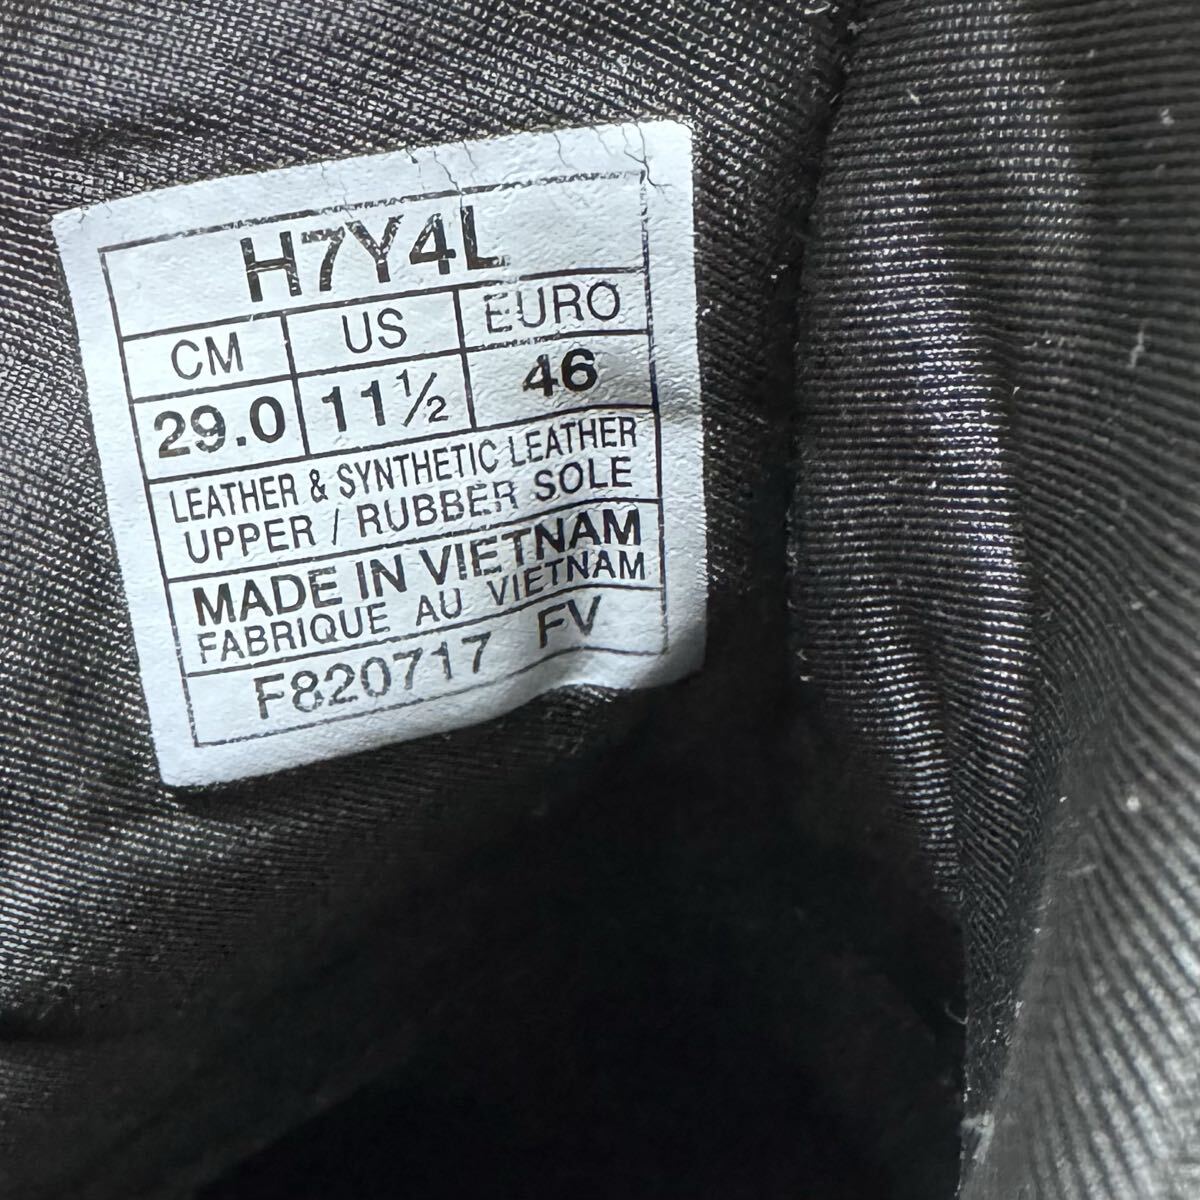 H7Y4L
CM US EURO
29.0 11½ 46
LEATHER & SYNTHETIC LEATHER
UPPER / RUBBER SOLE
MADE IN VIETNAM
FABRIQUE AU VIETNAM
F820717 FV